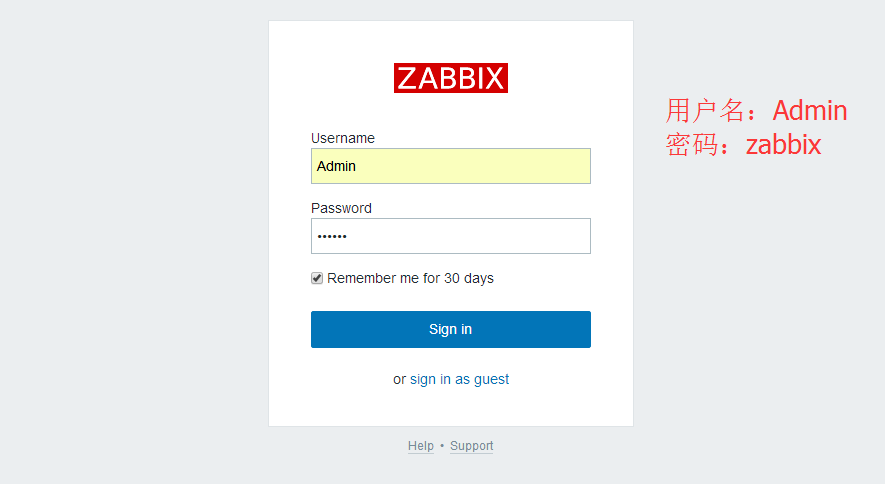 ZABBIX
用户名：Admin
密码：zabbix
Username
Admin
Password
••••••
Remember me for 30 days
Sign in
or sign in as guest
Help • Support